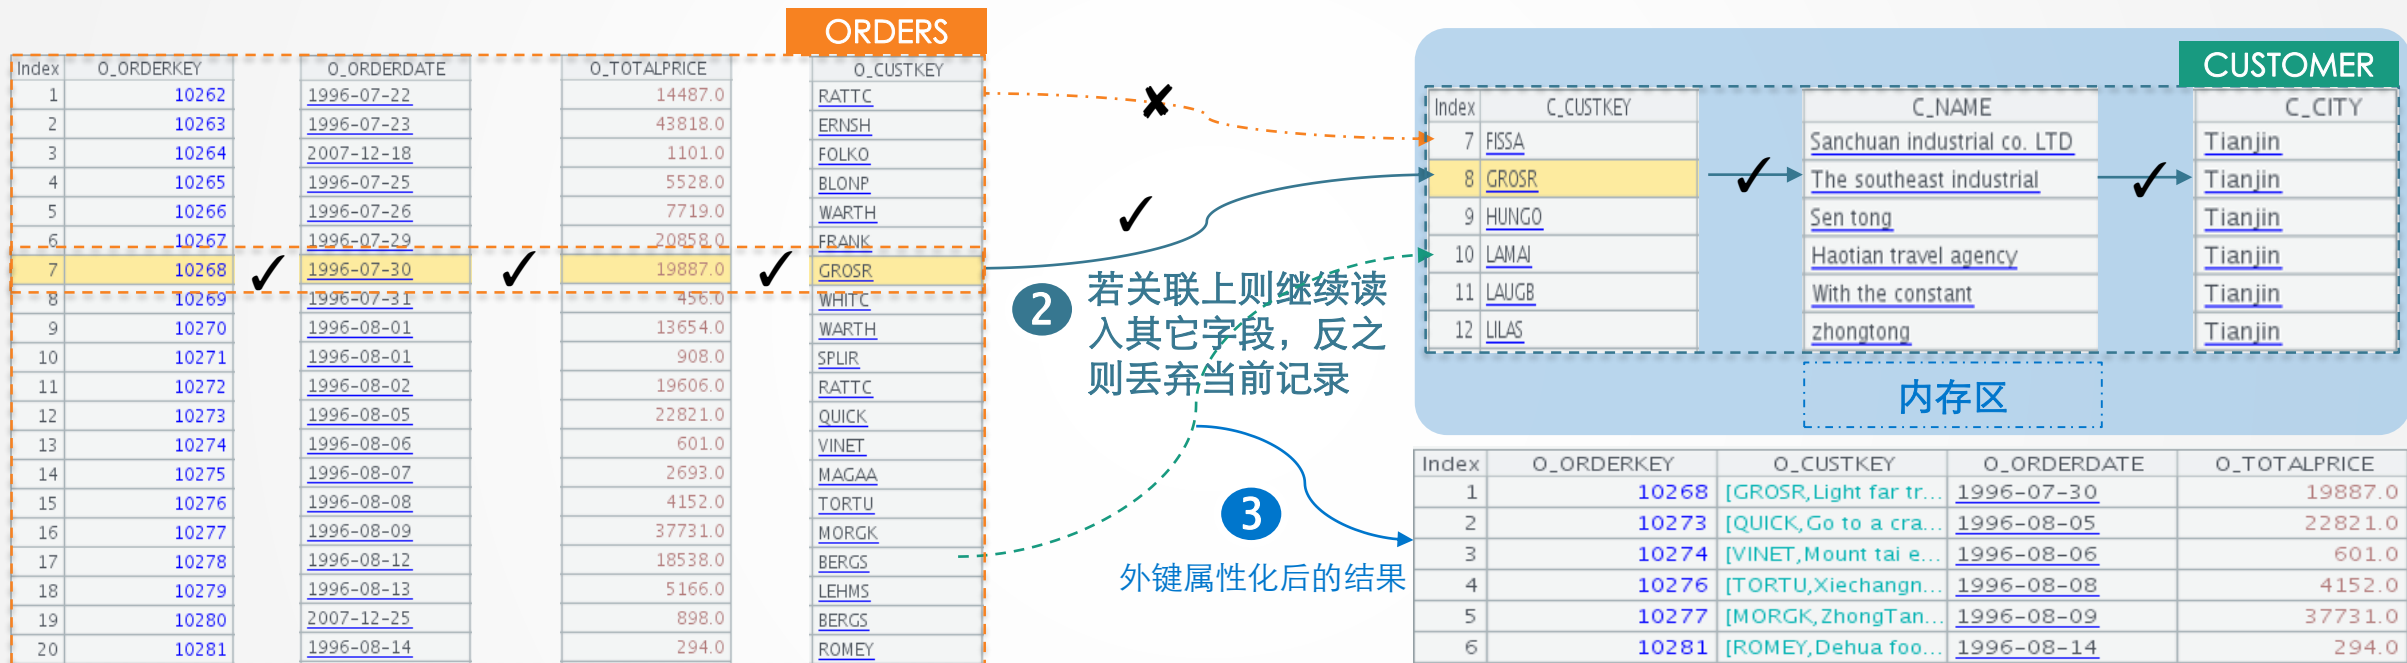 ORDERS
Index O_ORDERKEY O_ORDERDATE O_TOTALPRICE O_CUSTKEY
1 10262 1996-07-22 14487.0 RATTC
2 10263 1996-07-23 43818.0 ERNSH
3 10264 2007-12-18 1101.0 FOLKO
4 10265 1996-07-25 5528.0 BLONP
5 10266 1996-07-26 7719.0 WARTH
6 10267 1996-07-29 20858.0 FRANK
7 10268 1996-07-30 19887.0 GROSR
8 10269 1996-07-31 456.0 WHITC
9 10270 1996-08-01 13654.0 WARTH
10 10271 1996-08-01 908.0 SPLIR
11 10272 1996-08-02 19606.0 RATTC
12 10273 1996-08-05 22821.0 QUICK
13 10274 1996-08-06 601.0 VINET
14 10275 1996-08-07 2693.0 MAGAA
15 10276 1996-08-08 4152.0 TORTU
16 10277 1996-08-09 37731.0 MORGK
17 10278 1996-08-12 18538.0 BERGS
18 10279 1996-08-13 5166.0 LEHMS
19 10280 2007-12-25 898.0 BERGS
20 10281 1996-08-14 294.0 ROMEY
2
若关联上则继续读
入其它字段，反之
则丢弃当前记录
3
外键属性化后的结果
CUSTOMER
Index C_CUSTKEY C_NAME C_CITY
7 FISSA Sanchuan industrial co. LTD Tianjin
8 GROSR The southeast industrial Tianjin
9 HUNGO Sen tong Tianjin
10 LAMAI Haotian travel agency Tianjin
11 LAUGB With the constant Tianjin
12 LILAS zhongtong Tianjin
内存区
Index O_ORDERKEY O_CUSTKEY O_ORDERDATE O_TOTALPRICE
1 10268 [GROSR,Light far tr... 1996-07-30 19887.0
2 10273 [QUICK,Go to a cra... 1996-08-05 22821.0
3 10274 [VINET,Mount tai e... 1996-08-06 601.0
4 10276 [TORTU,Xiechangn... 1996-08-08 4152.0
5 10277 [MORGK,ZhongTan... 1996-08-09 37731.0
6 10281 [ROMEY,Dehua foo... 1996-08-14 294.0